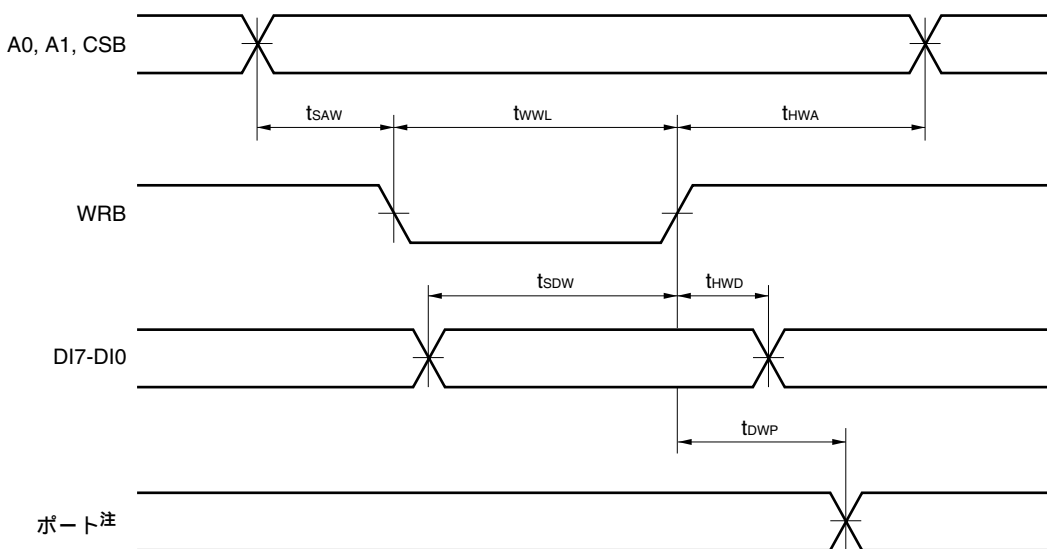 A0, A1, CSB
tSAW
tWWL
tHWA
WRB
tSDW
tHWD
DI7-DI0
tDWP
ポート注